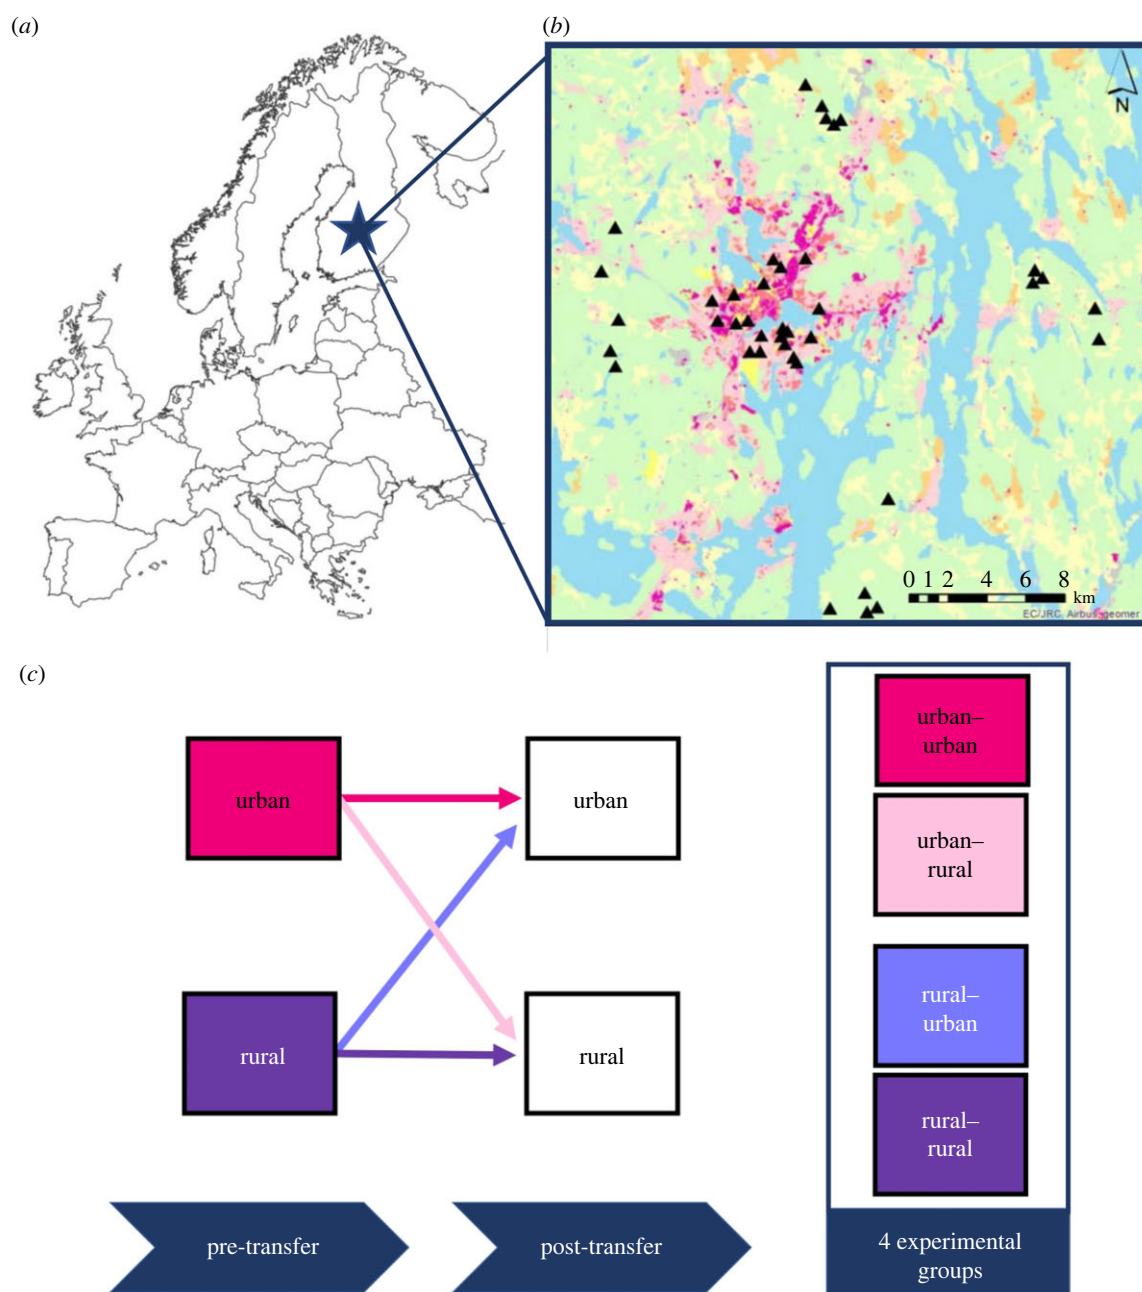 (a)
(b)
N
0 1 2 4 6 8
km
EC/JRC, Airbus, geomer
(c)
urban
urban
rural
rural
urban–
urban
urban–
rural
rural–
urban
rural–
rural
pre-transfer
post-transfer
4 experimental
groups